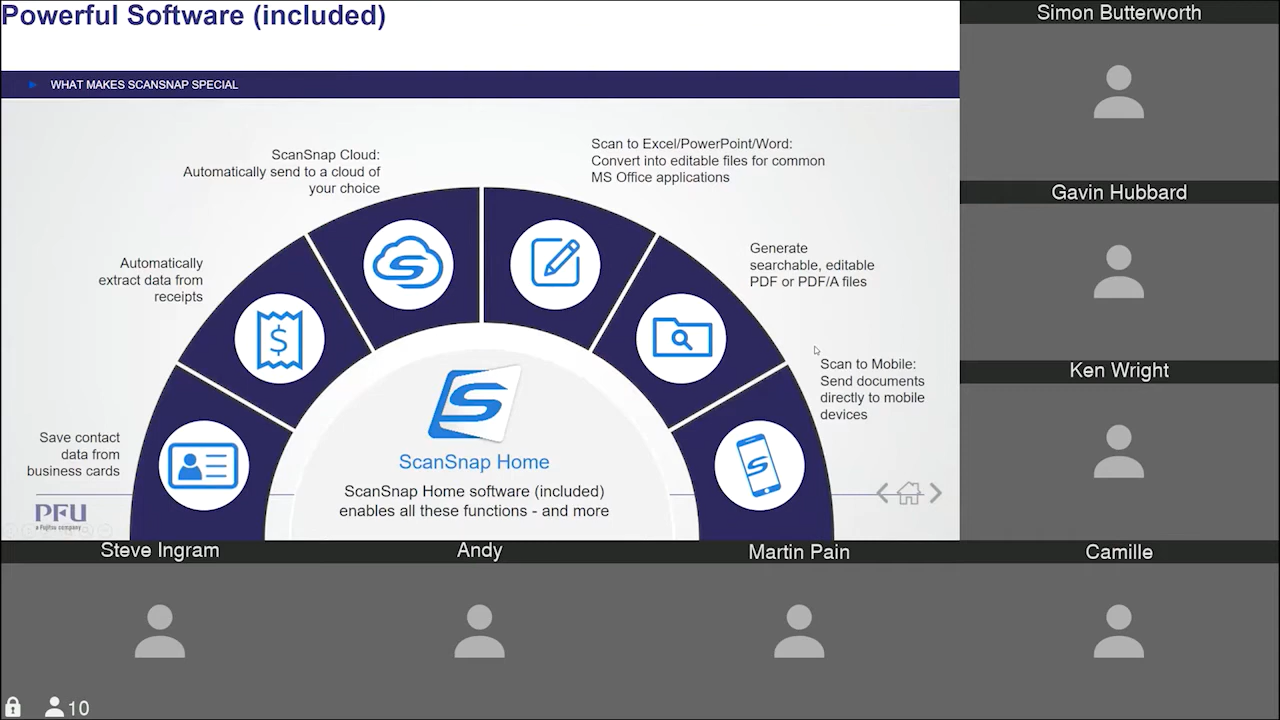 Powerful Software (included)
WHAT MAKES SCANSNAP SPECIAL
ScanSnap Cloud:
Automatically send to a cloud of
your choice
Scan to Excel/PowerPoint/Word:
Convert into editable files for common
MS Office applications
Automatically
extract data from
receipts
Generate
searchable, editable
PDF or PDF/A files
Scan to Mobile:
Send documents
directly to mobile
devices
Save contact
data from
business cards
ScanSnap Home
ScanSnap Home software (included)
enables all these functions - and more
PFU
a Fujitsu company
Simon Butterworth
Gavin Hubbard
Ken Wright
Steve Ingram
Andy
Martin Pain
Camille
10